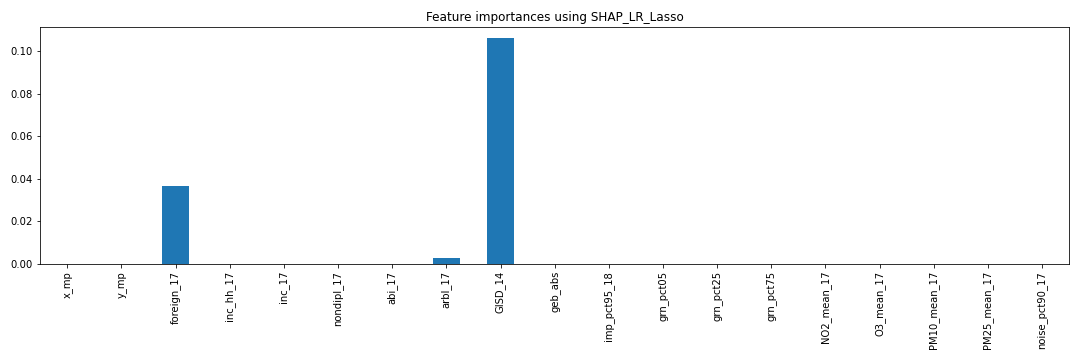 Feature importances using SHAP_LR_Lasso
0.10
0.08
0.06
0.04
0.02
0.00
x_mp
y_mp
foreign_17
inc_hh_17
inc_17
nondipl_17
abi_17
arbl_17
GISD_14
geb_abs
imp_pct95_18
grn_pct05
grn_pct25
grn_pct75
NO2_mean_17
O3_mean_17
PM10_mean_17
PM25_mean_17
noise_pct90_17